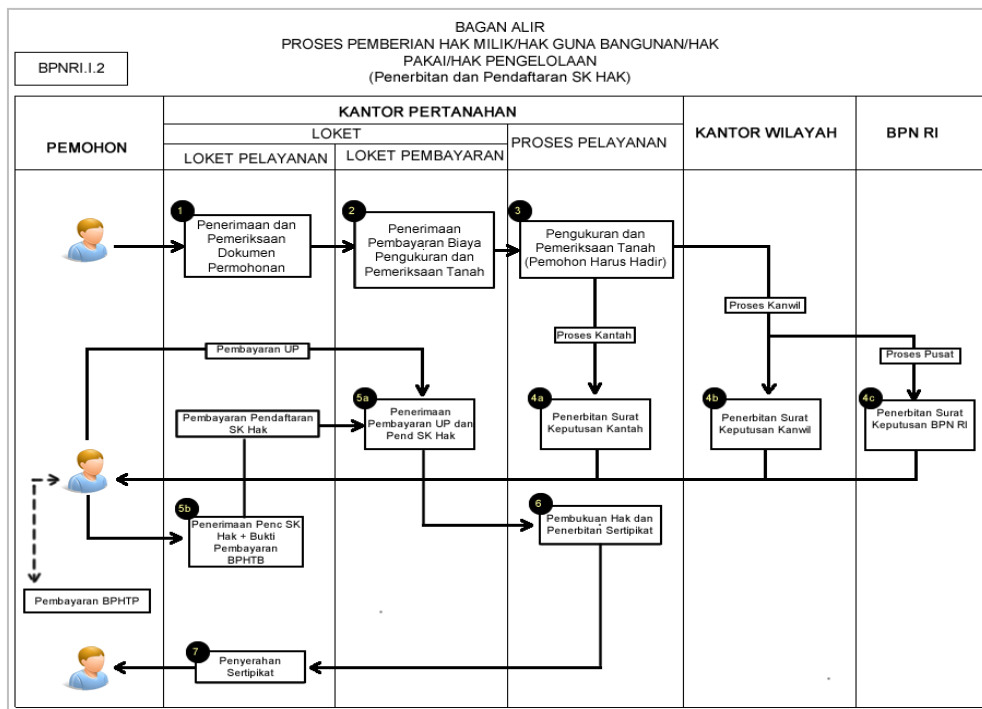 BAGAN ALIR
PROSES PEMBERIAN HAK MILIK/HAK GUNA BANGUNAN/HAK
PAKAI/HAK PENGELOLAAN
(Penerbitan dan Pendaftaran SK HAK)
BPNRI.I.2
PEMOHON
KANTOR PERTANAHAN
LOKET
LOKET PELAYANAN
LOKET PEMBAYARAN
PROSES PELAYANAN
KANTOR WILAYAH
BPN RI
1
Penerimaan dan
Pemeriksaan
Dokumen
Permohonan
2
Penerimaan
Pembayaran Biaya
Pengukuran dan
Pemeriksaan Tanah
3
Pengukuran dan
Pemeriksaan Tanah
(Pemohon Harus Hadir)
Proses Kanwil
Proses Kantah
Proses Pusat
Pembayaran UP
Pembayaran Pendaftaran
SK Hak
5a
Penerimaan
Pembayaran UP dan
Pend SK Hak
4a
Penerbitan Surat
Keputusan Kantah
4b
Penerbitan Surat
Keputusan Kanwil
4c
Penerbitan Surat
Keputusan BPN RI
5b
Penerimaan Penc SK
Hak + Bukti
Pembayaran
BPHTB
6
Pembukuan Hak dan
Penerbitan Sertipikat
Pembayaran BPHTP
7
Penyerahan
Sertipikat